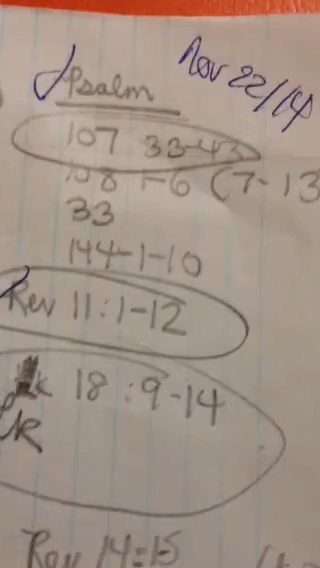 Nov 22/14
Psalm
107 33-43
108 1-6 (7-13
33
144-1-10
Rev 11:1-12
18:9-14
Rev 14:15